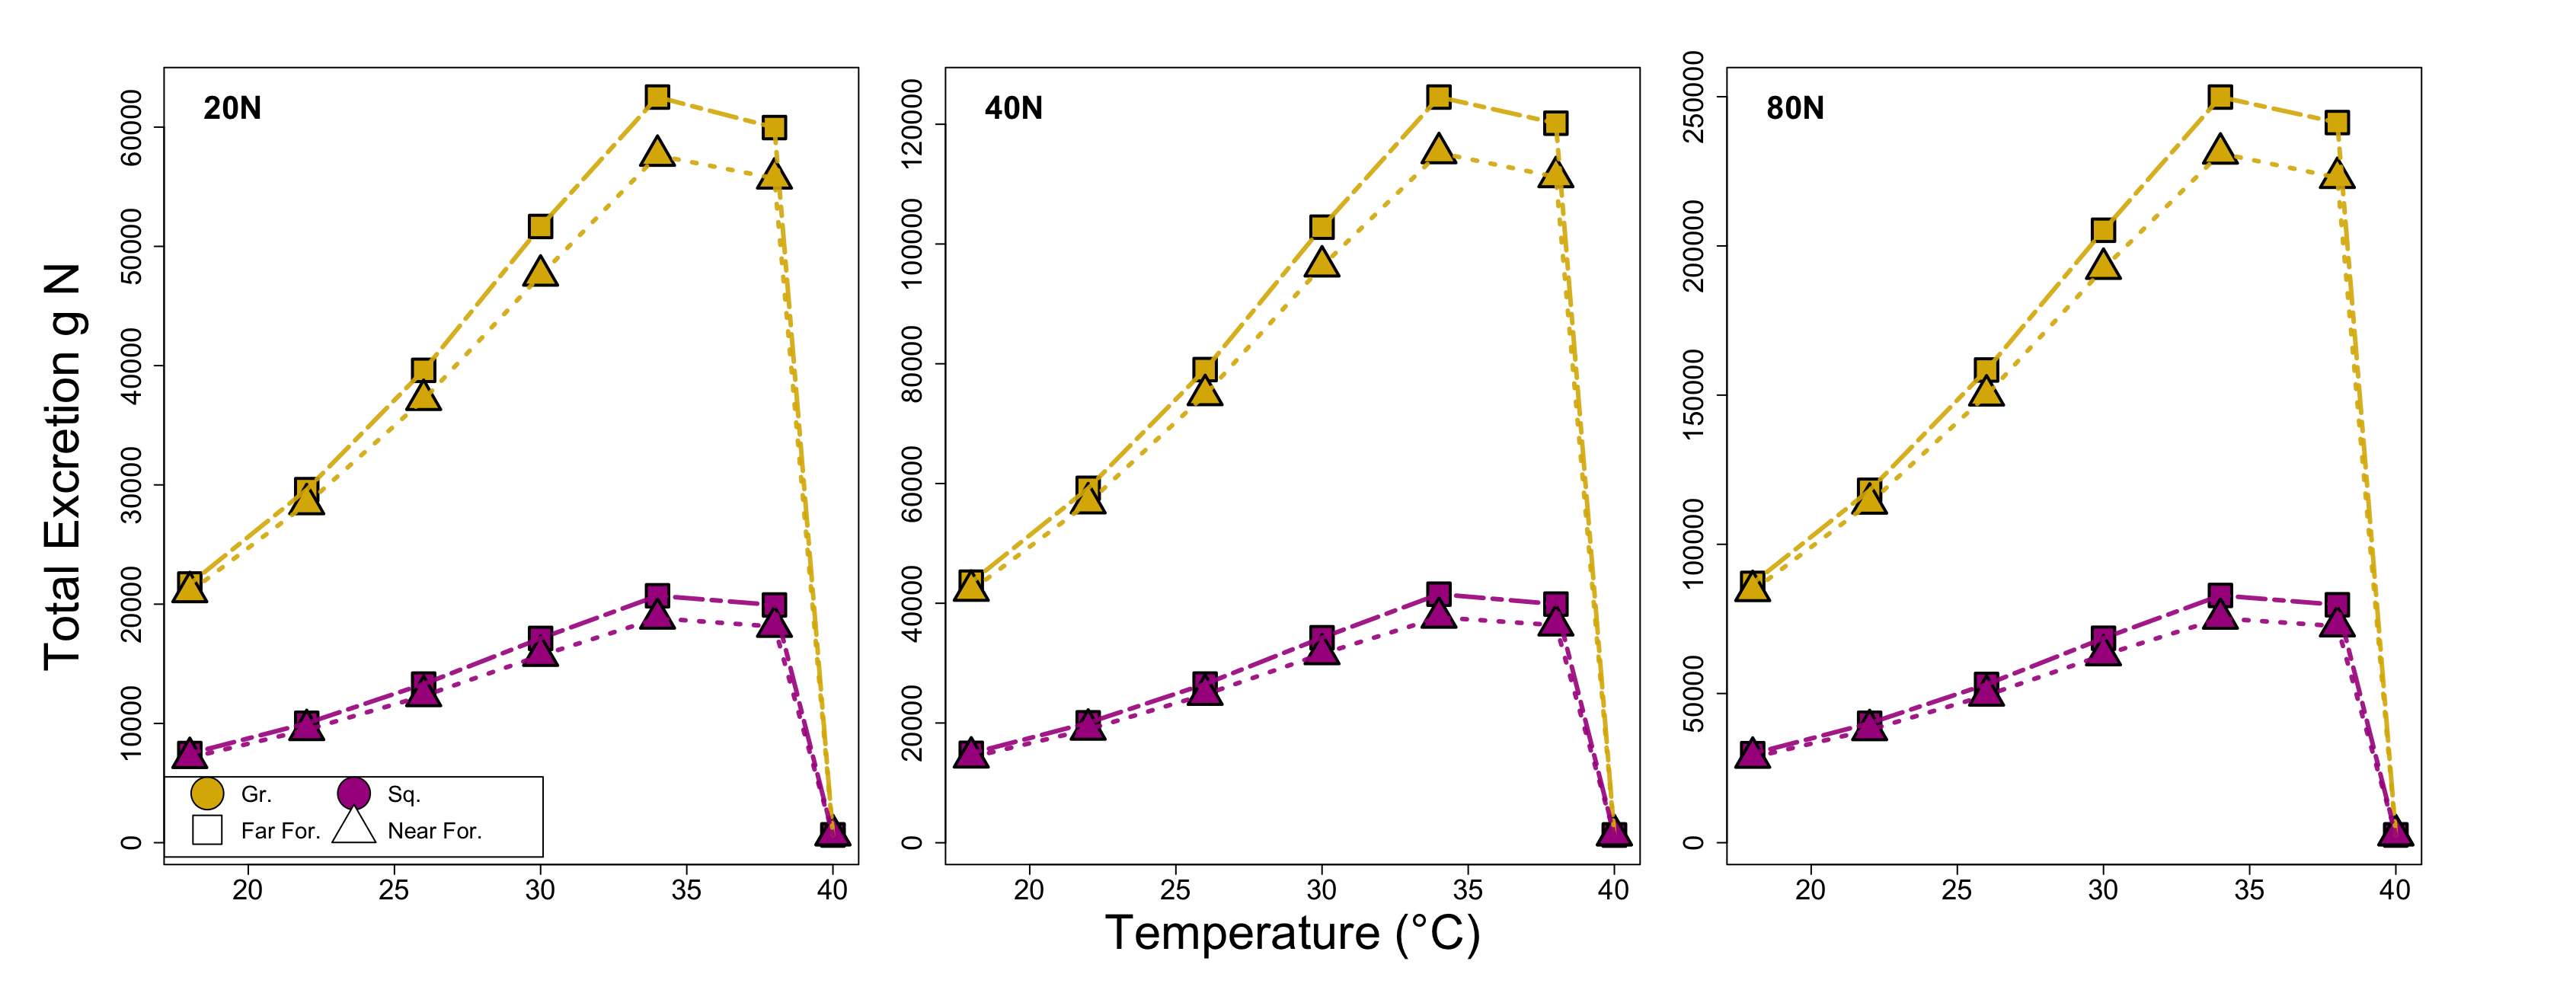 20N
40N
80N
Total Excretion g N
0 10000 20000 30000 40000 50000 60000
0 20000 40000 60000 80000 100000 120000
0 50000 100000 150000 200000 250000
Gr. Sq.
Far For. Near For.
20 25 30 35 40
20 25 30 35 40
20 25 30 35 40
Temperature (°C)